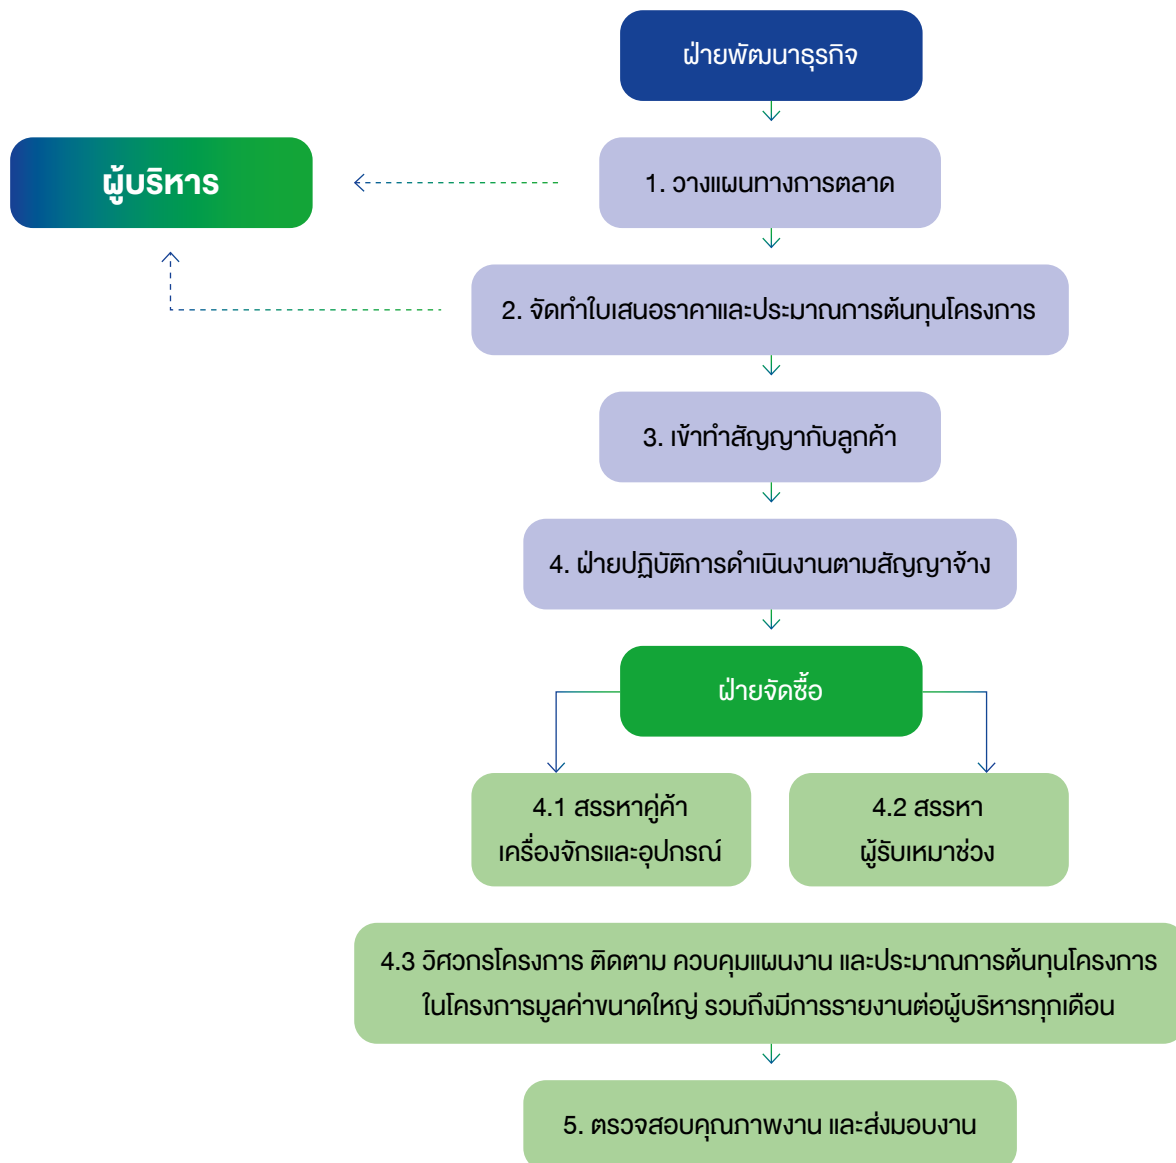 ฝ่ายพัฒนาธุรกิจ
ผู้บริหาร
1. วางแผนทางการตลาด
2. จัดทำใบเสนอราคาและประมาณการต้นทุนโครงการ
3. เข้าทำสัญญากับลูกค้า
4. ฝ่ายปฏิบัติการดำเนินงานตามสัญญาจ้าง
ฝ่ายจัดซื้อ
4.1 สรรหาคู่ค้า
เครื่องจักรและอุปกรณ์
4.2 สรรหา
ผู้รับเหมาช่วง
4.3 วิศวกรโครงการ ติดตาม ควบคุมแผนงาน และประมาณการต้นทุนโครงการ
ในโครงการมูลค่าขนาดใหญ่ รวมถึงมีการรายงานต่อผู้บริหารทุกเดือน
5. ตรวจสอบคุณภาพงาน และส่งมอบงาน